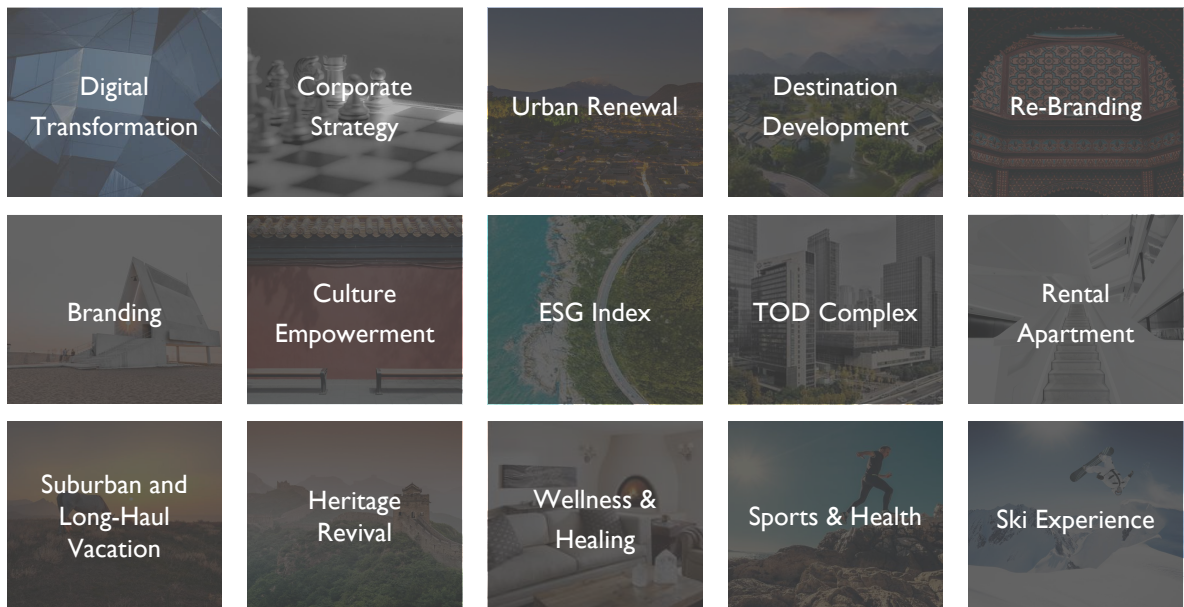 Digital
Transformation
Corporate
Strategy
Urban Renewal
Destination
Development
Re-Branding
Branding
Culture
Empowerment
ESG Index
TOD Complex
Rental
Apartment
Suburban and
Long-Haul
Vacation
Heritage
Revival
Wellness &
Healing
Sports & Health
Ski Experience